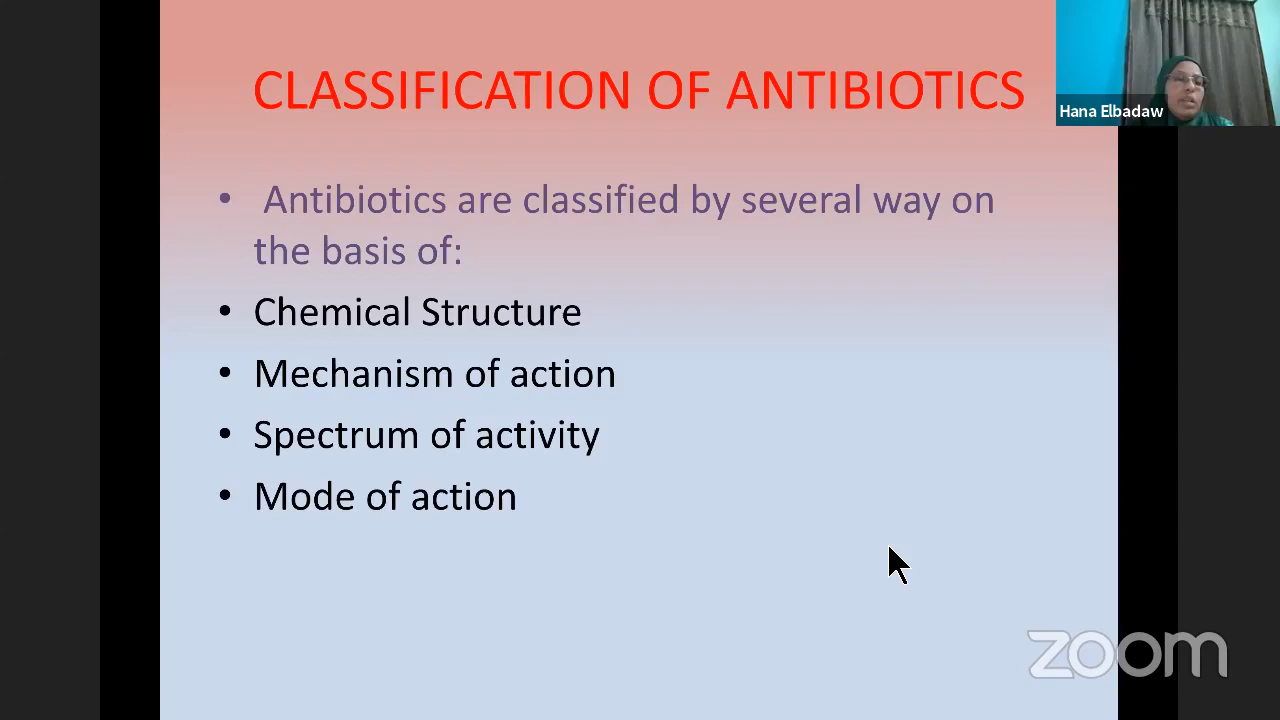 CLASSIFICATION OF ANTIBIOTICS
Hana Elbadaw
• Antibiotics are classified by several way on
the basis of:
• Chemical Structure
• Mechanism of action
• Spectrum of activity
• Mode of action
zoom